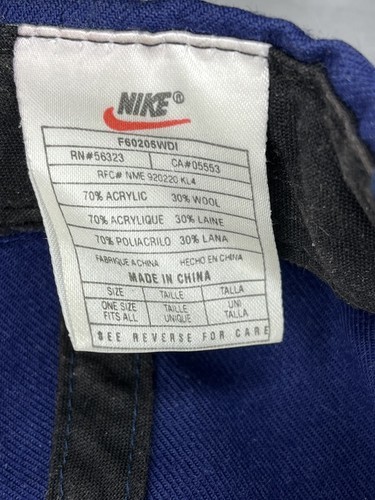 NIKE®
F60205WDI
RN#56323 CA#05553
RFC# NME 920220 KL4
70% ACRYLIC 30% WOOL
70% ACRYLIQUE 30% LAINE
70% POLIACRILO 30% LANA
FABRIQUE A CHINA HECHO EN CHINA
MADE IN CHINA
SIZE TAILLE TALLA
ONE SIZE TAILLE UNI
FITS ALL UNIQUE TALLA
SEE REVERSE FOR CARE